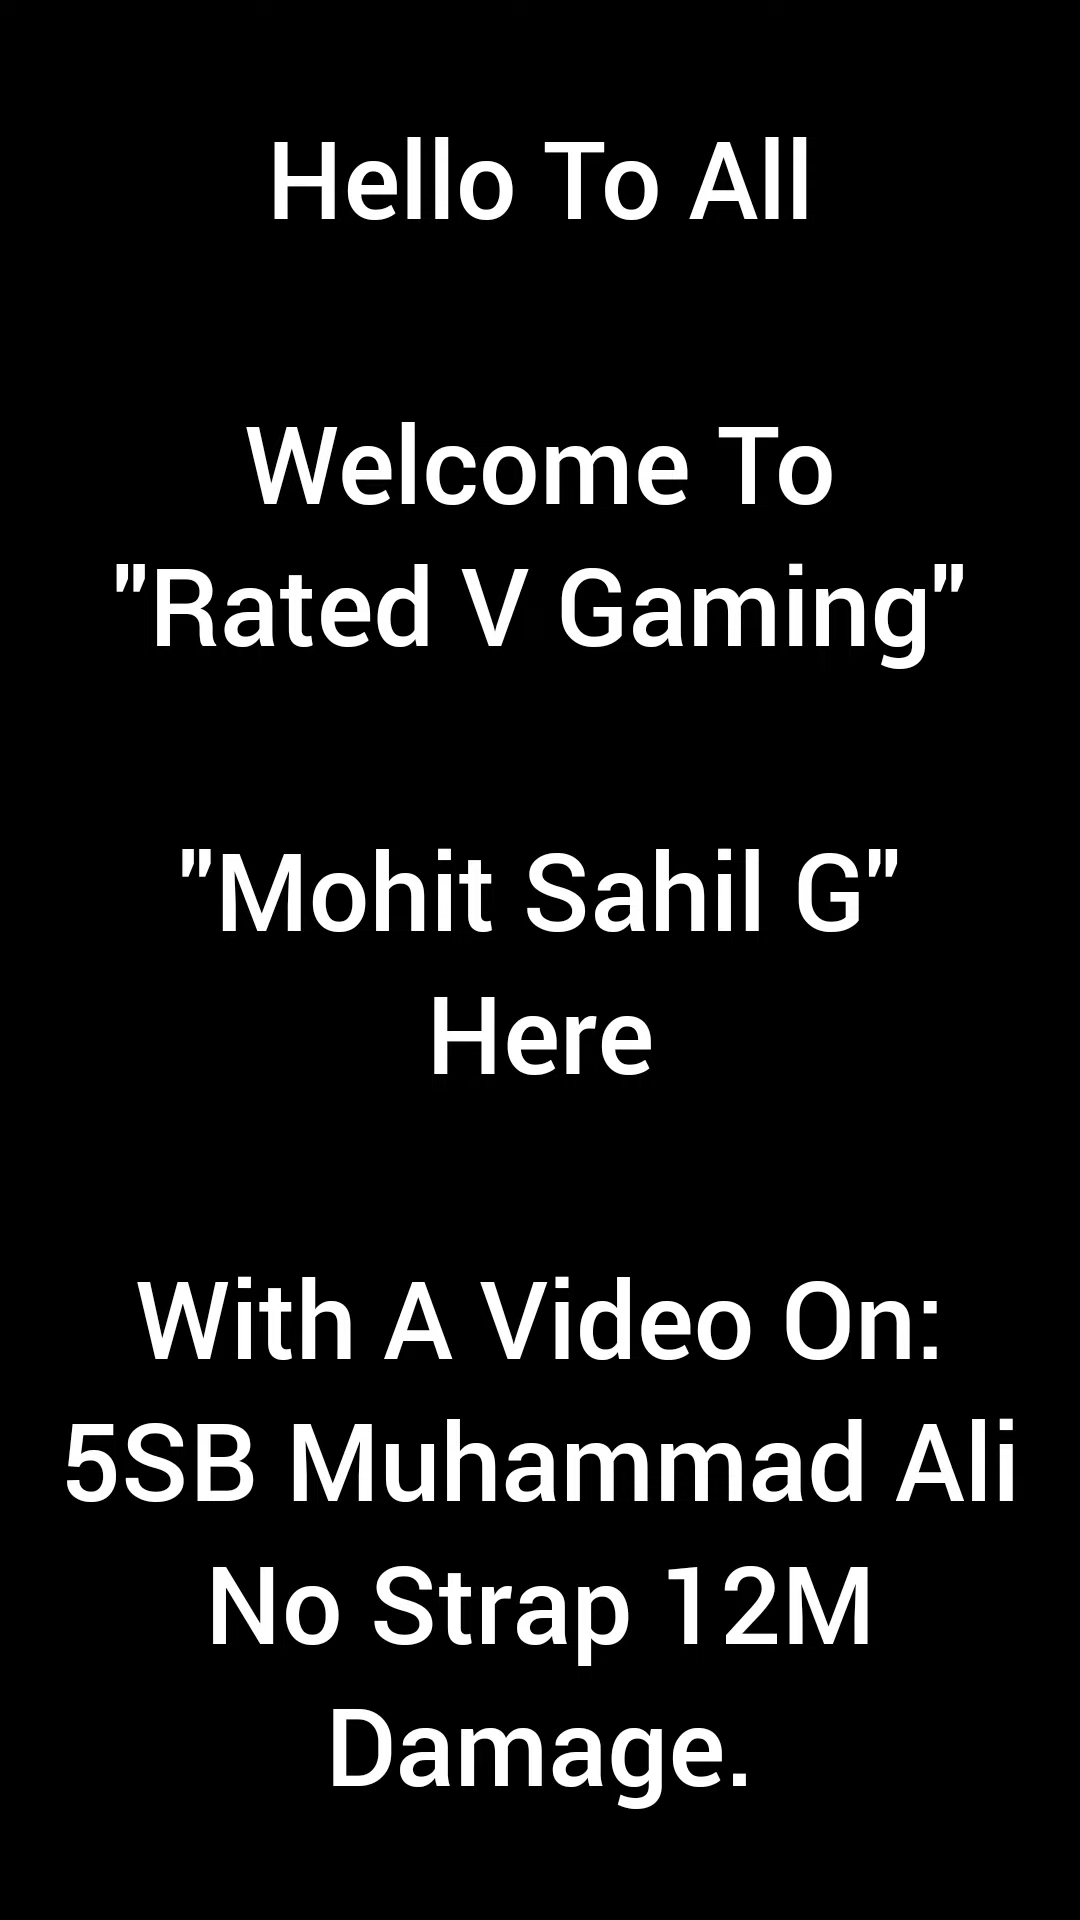 Hello To All
Welcome To
"Rated V Gaming"
"Mohit Sahil G"
Here
With A Video On:
5SB Muhammad Ali
No Strap 12M
Damage.